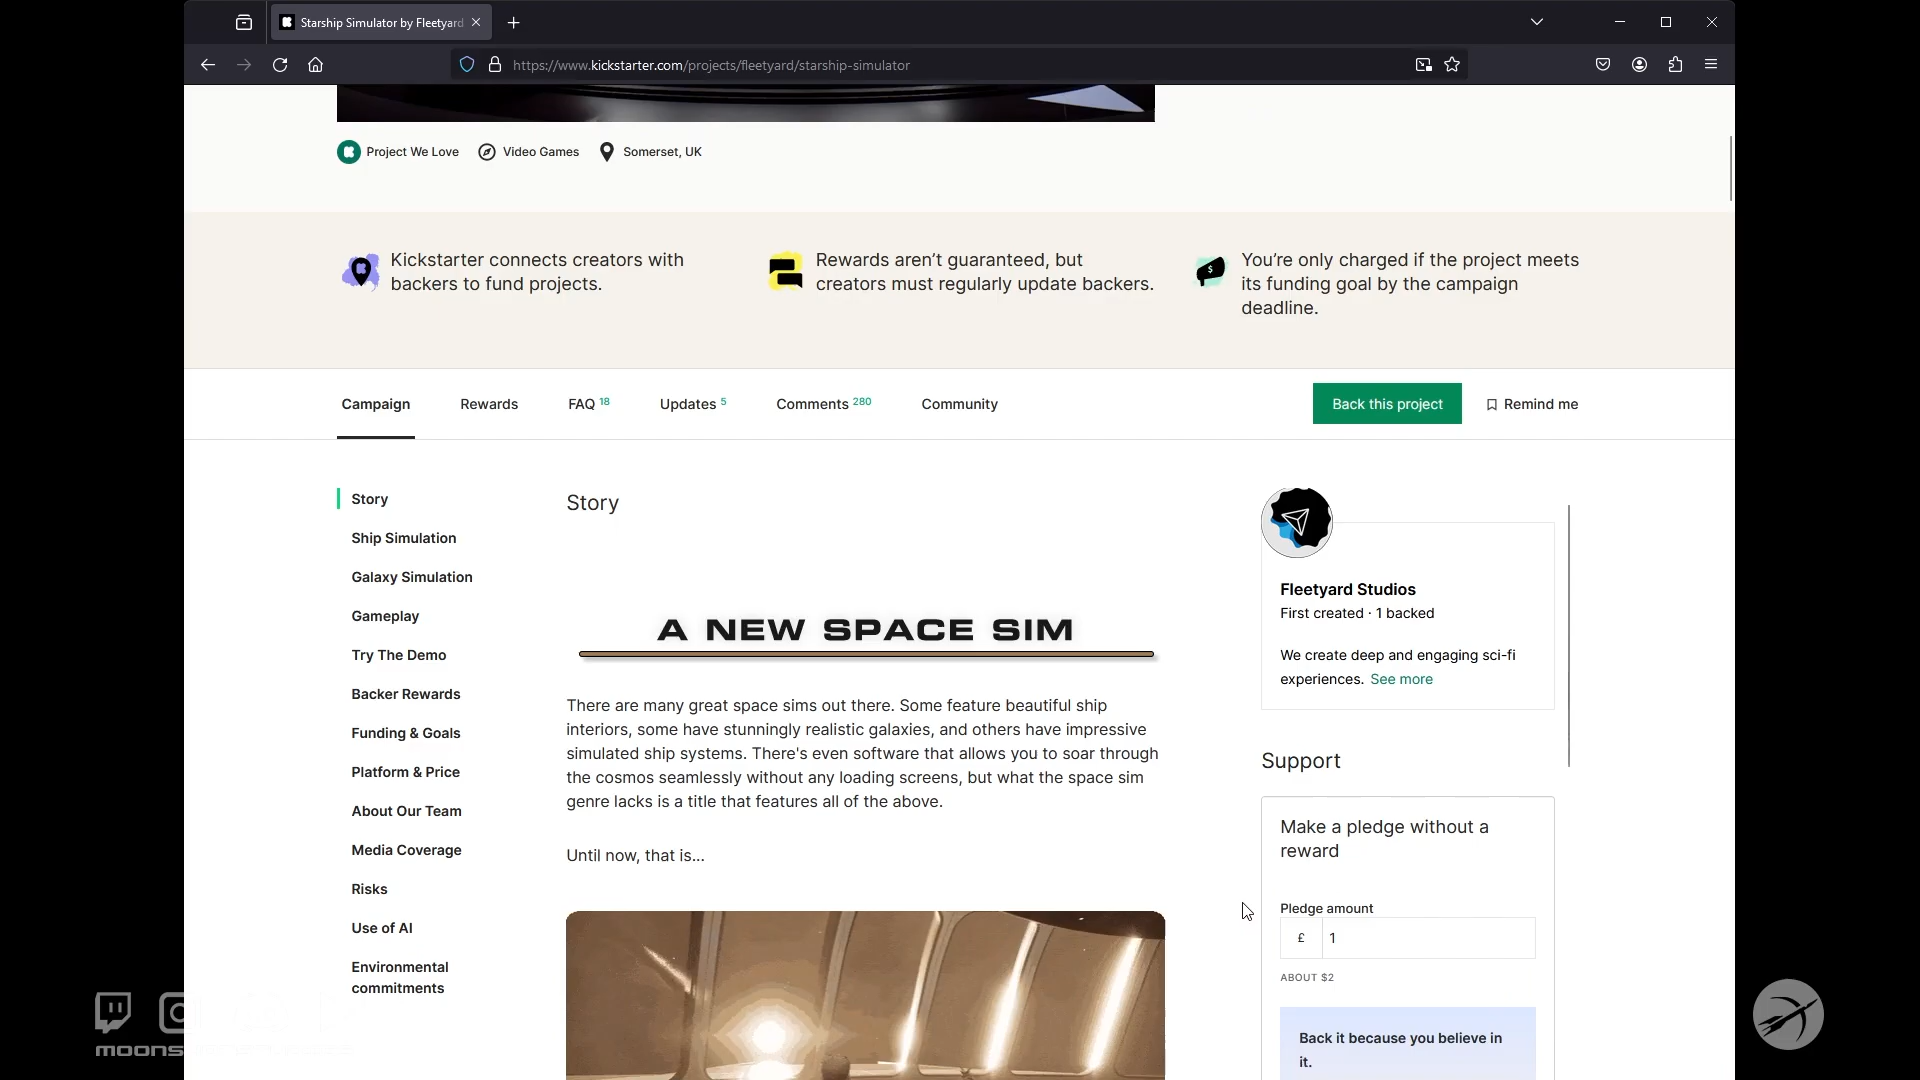 Starship Simulator by Fleetyard
https://www.kickstarter.com/projects/fleetyard/starship-simulator
Project We Love
Video Games
Somerset, UK
Kickstarter connects creators with
backers to fund projects.
Rewards aren't guaranteed, but
creators must regularly update backers.
You're only charged if the project meets
its funding goal by the campaign
deadline.
Campaign
Rewards
FAQ 18
Updates 5
Comments 280
Community
Back this project
Remind me
Story
Ship Simulation
Galaxy Simulation
Gameplay
Try The Demo
Backer Rewards
Funding & Goals
Platform & Price
About Our Team
Media Coverage
Risks
Use of AI
Environmental
commitments
Story
A NEW SPACE SIM
There are many great space sims out there. Some feature beautiful ship
interiors, some have stunningly realistic galaxies, and others have impressive
simulated ship systems. There's even software that allows you to soar through
the cosmos seamlessly without any loading screens, but what the space sim
genre lacks is a title that features all of the above.
Until now, that is...
Fleetyard Studios
First created · 1 backed
We create deep and engaging sci-fi
experiences. See more
Support
Make a pledge without a
reward
Pledge amount
£ 1
ABOUT $2
Back it because you believe in
it.